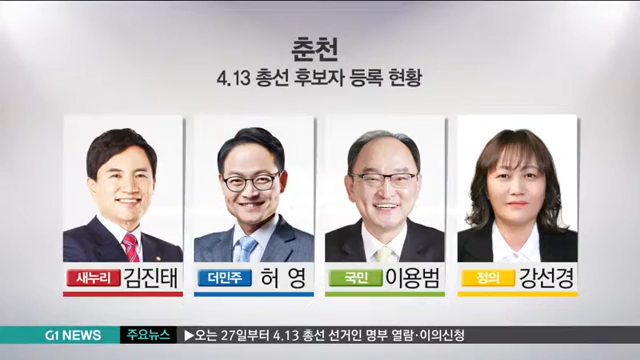 춘천
4.13 총선 후보자 등록 현황
새누리 김진태
더민주 허 영
국민 이용범
정의 강선경
G1 NEWS 주요뉴스 ▶오는 27일부터 4.13 총선 선거인 명부 열람·이의신청